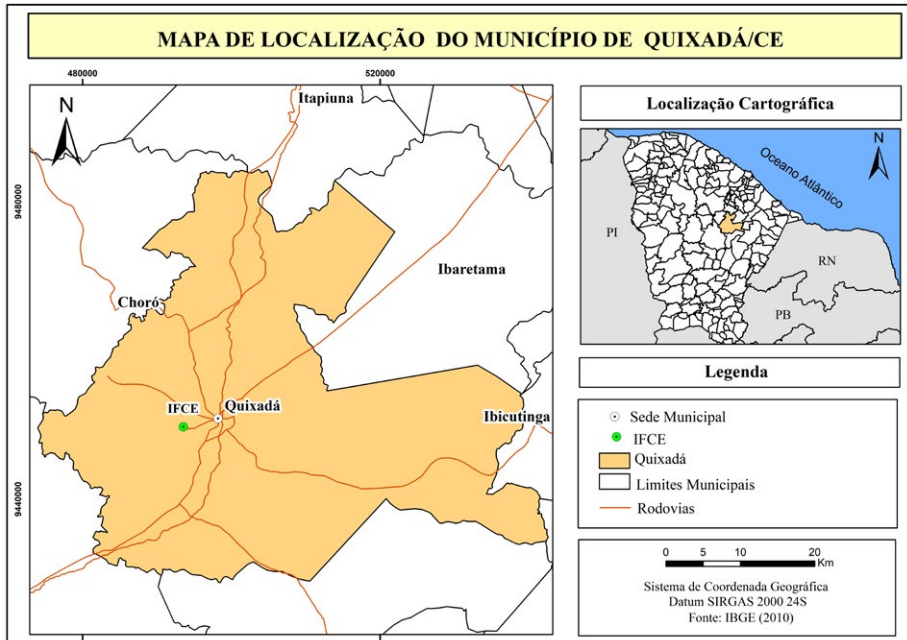 MAPA DE LOCALIZAÇÃO DO MUNICÍPIO DE QUIXADÁ/CE
480000
520000
N
Itapiuna
9480000
Ibaretama
Choró
IFCE
Quixadá
Ibicutinga
9440000
Localização Cartográfica
N
Oceano Atlântico
PI
RN
PB
Legenda
Sede Municipal
IFCE
Quixadá
Limites Municipais
Rodovias
0 5 10 20
Km
Sistema de Coordenada Geográfica
Datum SIRGAS 2000 24S
Fonte: IBGE (2010)